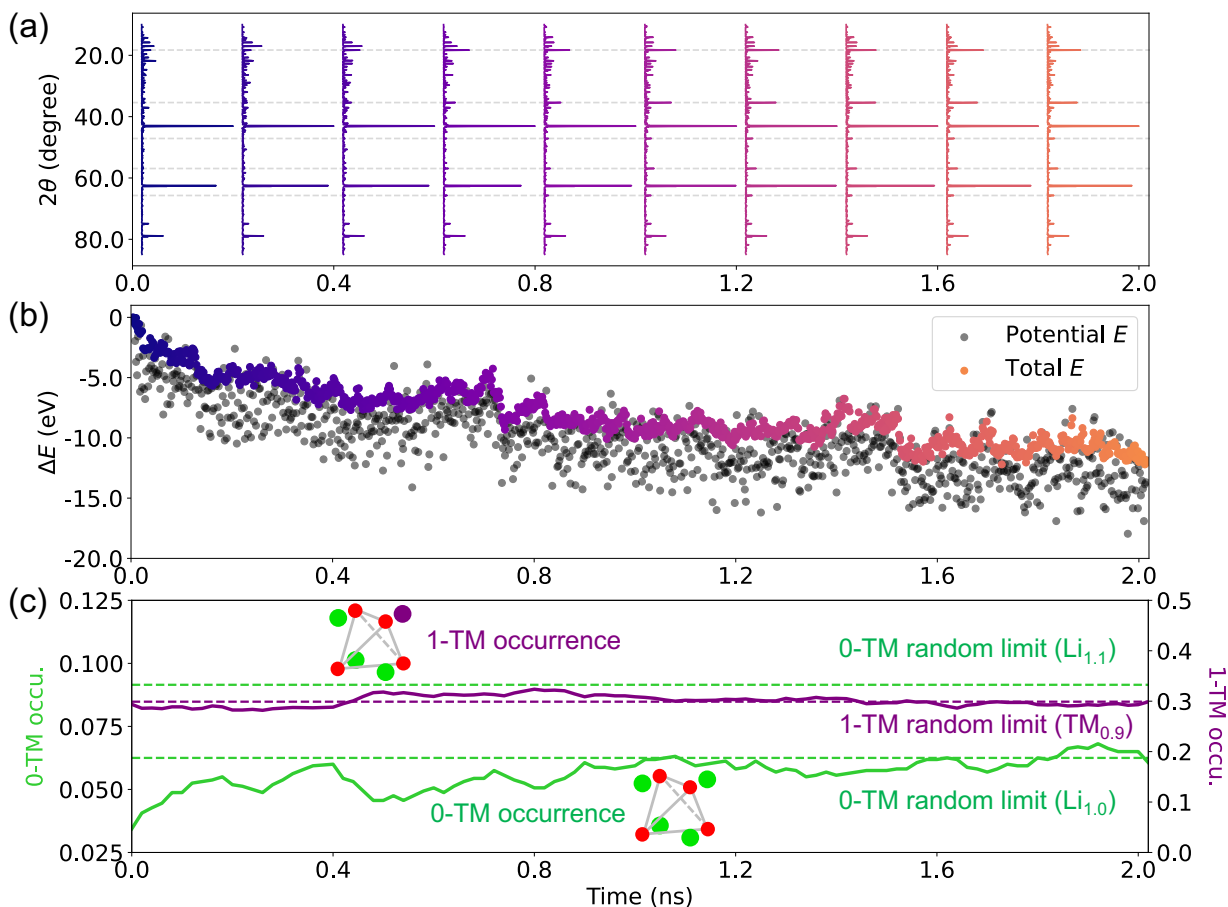 (a)
20.0
40.0
60.0
80.0
2θ (degree)
0.0 0.4 0.8 1.2 1.6 2.0
(b)
0
-5.0
-10.0
-15.0
-20.0
ΔE (eV)
Potential E
Total E
0.0 0.4 0.8 1.2 1.6 2.0
(c)
0.125
0.100
0.075
0.050
0.025
0-TM occu.
1-TM occurrence
0-TM random limit (Li1.1)
1-TM random limit (TM0.9)
0-TM occurrence
0-TM random limit (Li1.0)
0.5
0.4
0.3
0.2
0.1
0.0
1-TM occu.
0.0 0.4 0.8 1.2 1.6 2.0
Time (ns)